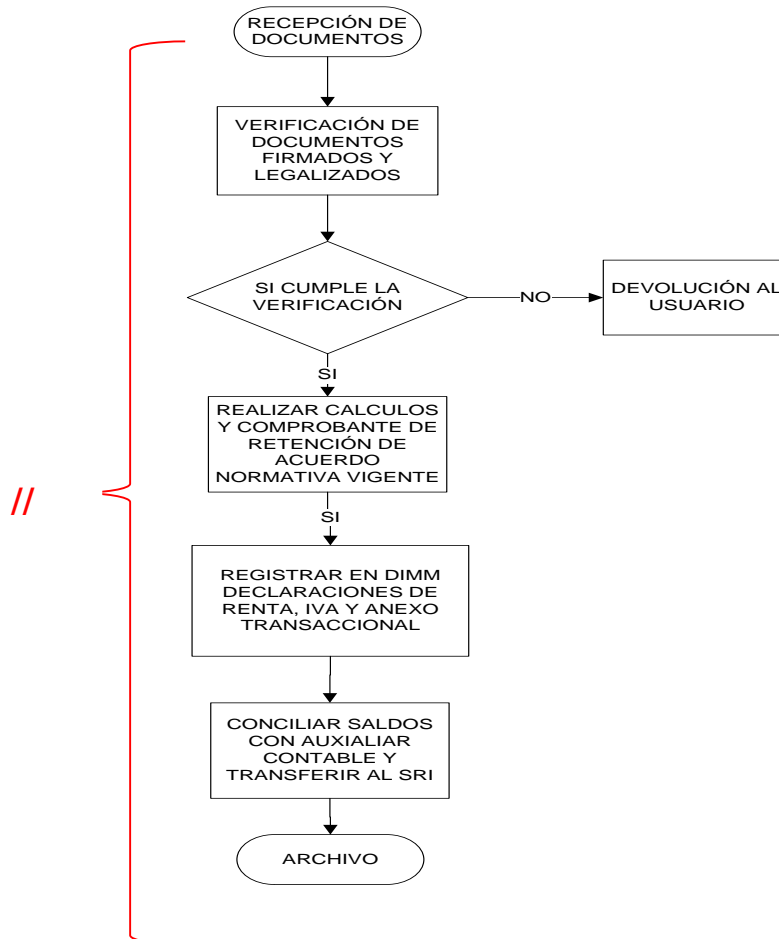 RECEPCIÓN DE
DOCUMENTOS
VERIFICACIÓN DE
DOCUMENTOS
FIRMADOS Y
LEGALIZADOS
SI CUMPLE LA
VERIFICACIÓN
NO
DEVOLUCIÓN AL
USUARIO
SI
REALIZAR CALCULOS
Y COMPROBANTE DE
RETENCIÓN DE
ACUERDO
NORMATIVA VIGENTE
//
SI
REGISTRAR EN DIMM
DECLARACIONES DE
RENTA, IVA Y ANEXO
TRANSACCIONAL
CONCILIAR SALDOS
CON AUXIALIAR
CONTABLE Y
TRANSFERIR AL SRI
ARCHIVO